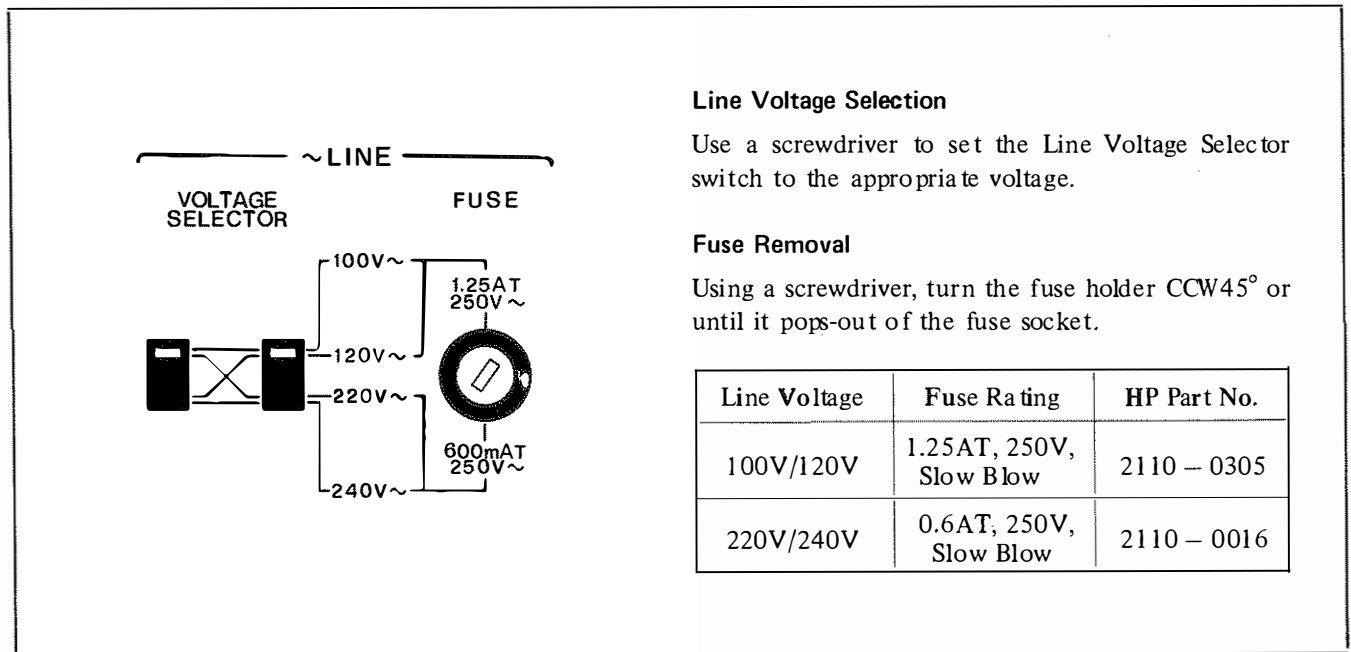 ~LINE
VOLTAGE
SELECTOR
FUSE
100V~
1.25AT
250V~
120V~
220V~
600mAT
250V~
240V~
Line Voltage Selection
Use a screwdriver to set the Line Voltage Selector
switch to the appropriate voltage.
Fuse Removal
Using a screwdriver, turn the fuse holder CCW45° or
until it pops-out of the fuse socket.
Line Voltage Fuse Rating HP Part No.
100V/120V 1.25AT, 250V,
Slow Blow 2110 – 0305
220V/240V 0.6AT, 250V,
Slow Blow 2110 – 0016